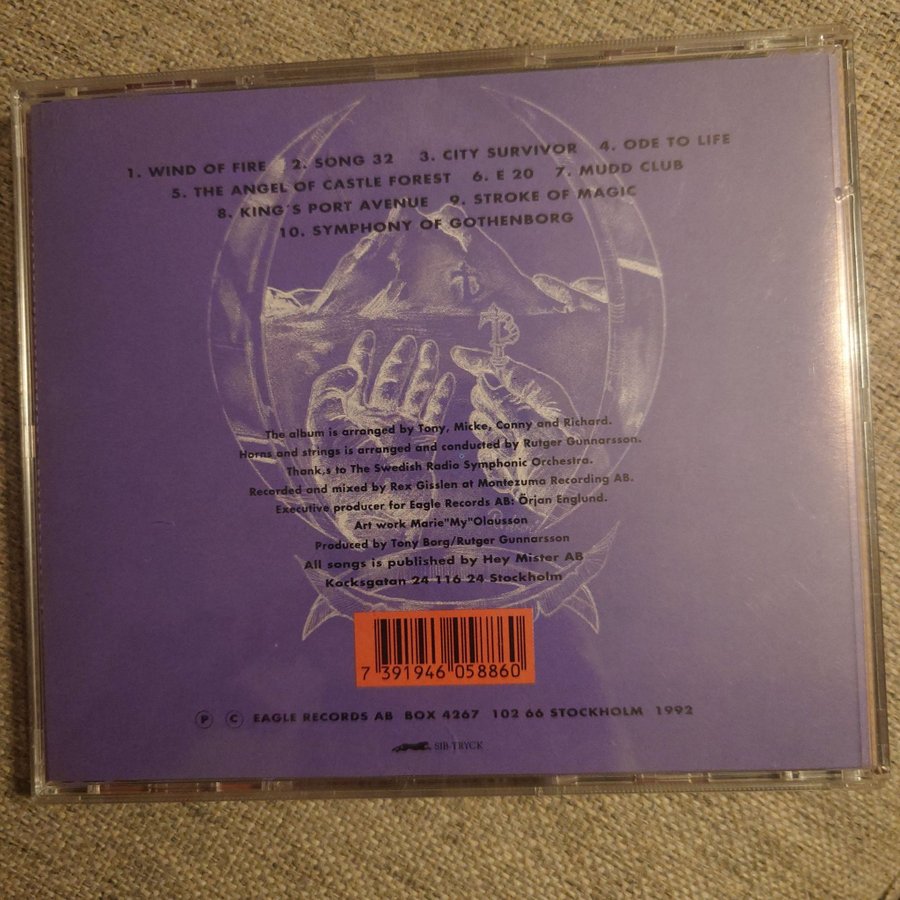 1. WIND OF FIRE 2. SONG 32 3. CITY SURVIVOR 4. ODE TO LIFE
5. THE ANGEL OF CASTLE FOREST 6. E 20 7. MUDD CLUB
8. KING'S PORT AVENUE 9. STROKE OF MAGIC
10. SYMPHONY OF GOTHENBORG
The album is arranged by Tony, Micke, Conny and Richard.
Horns and strings is arranged and conducted by Rutger Gunnarsson.
Thank,s to The Swedish Radio Symphonic Orchestra.
Recorded and mixed by Rex Gisslen at Montezuma Recording AB.
Executive producer for Eagle Records AB: Örjan Englund.
Art work Marie"My"Olausson
Produced by Tony Borg/Rutger Gunnarsson
All songs is published by Hey Mister AB
Kocksgatan 24 116 24 Stockholm
7 391946 058860
P C EAGLE RECORDS AB BOX 4267 102 66 STOCKHOLM 1992
SIB-TRYCK